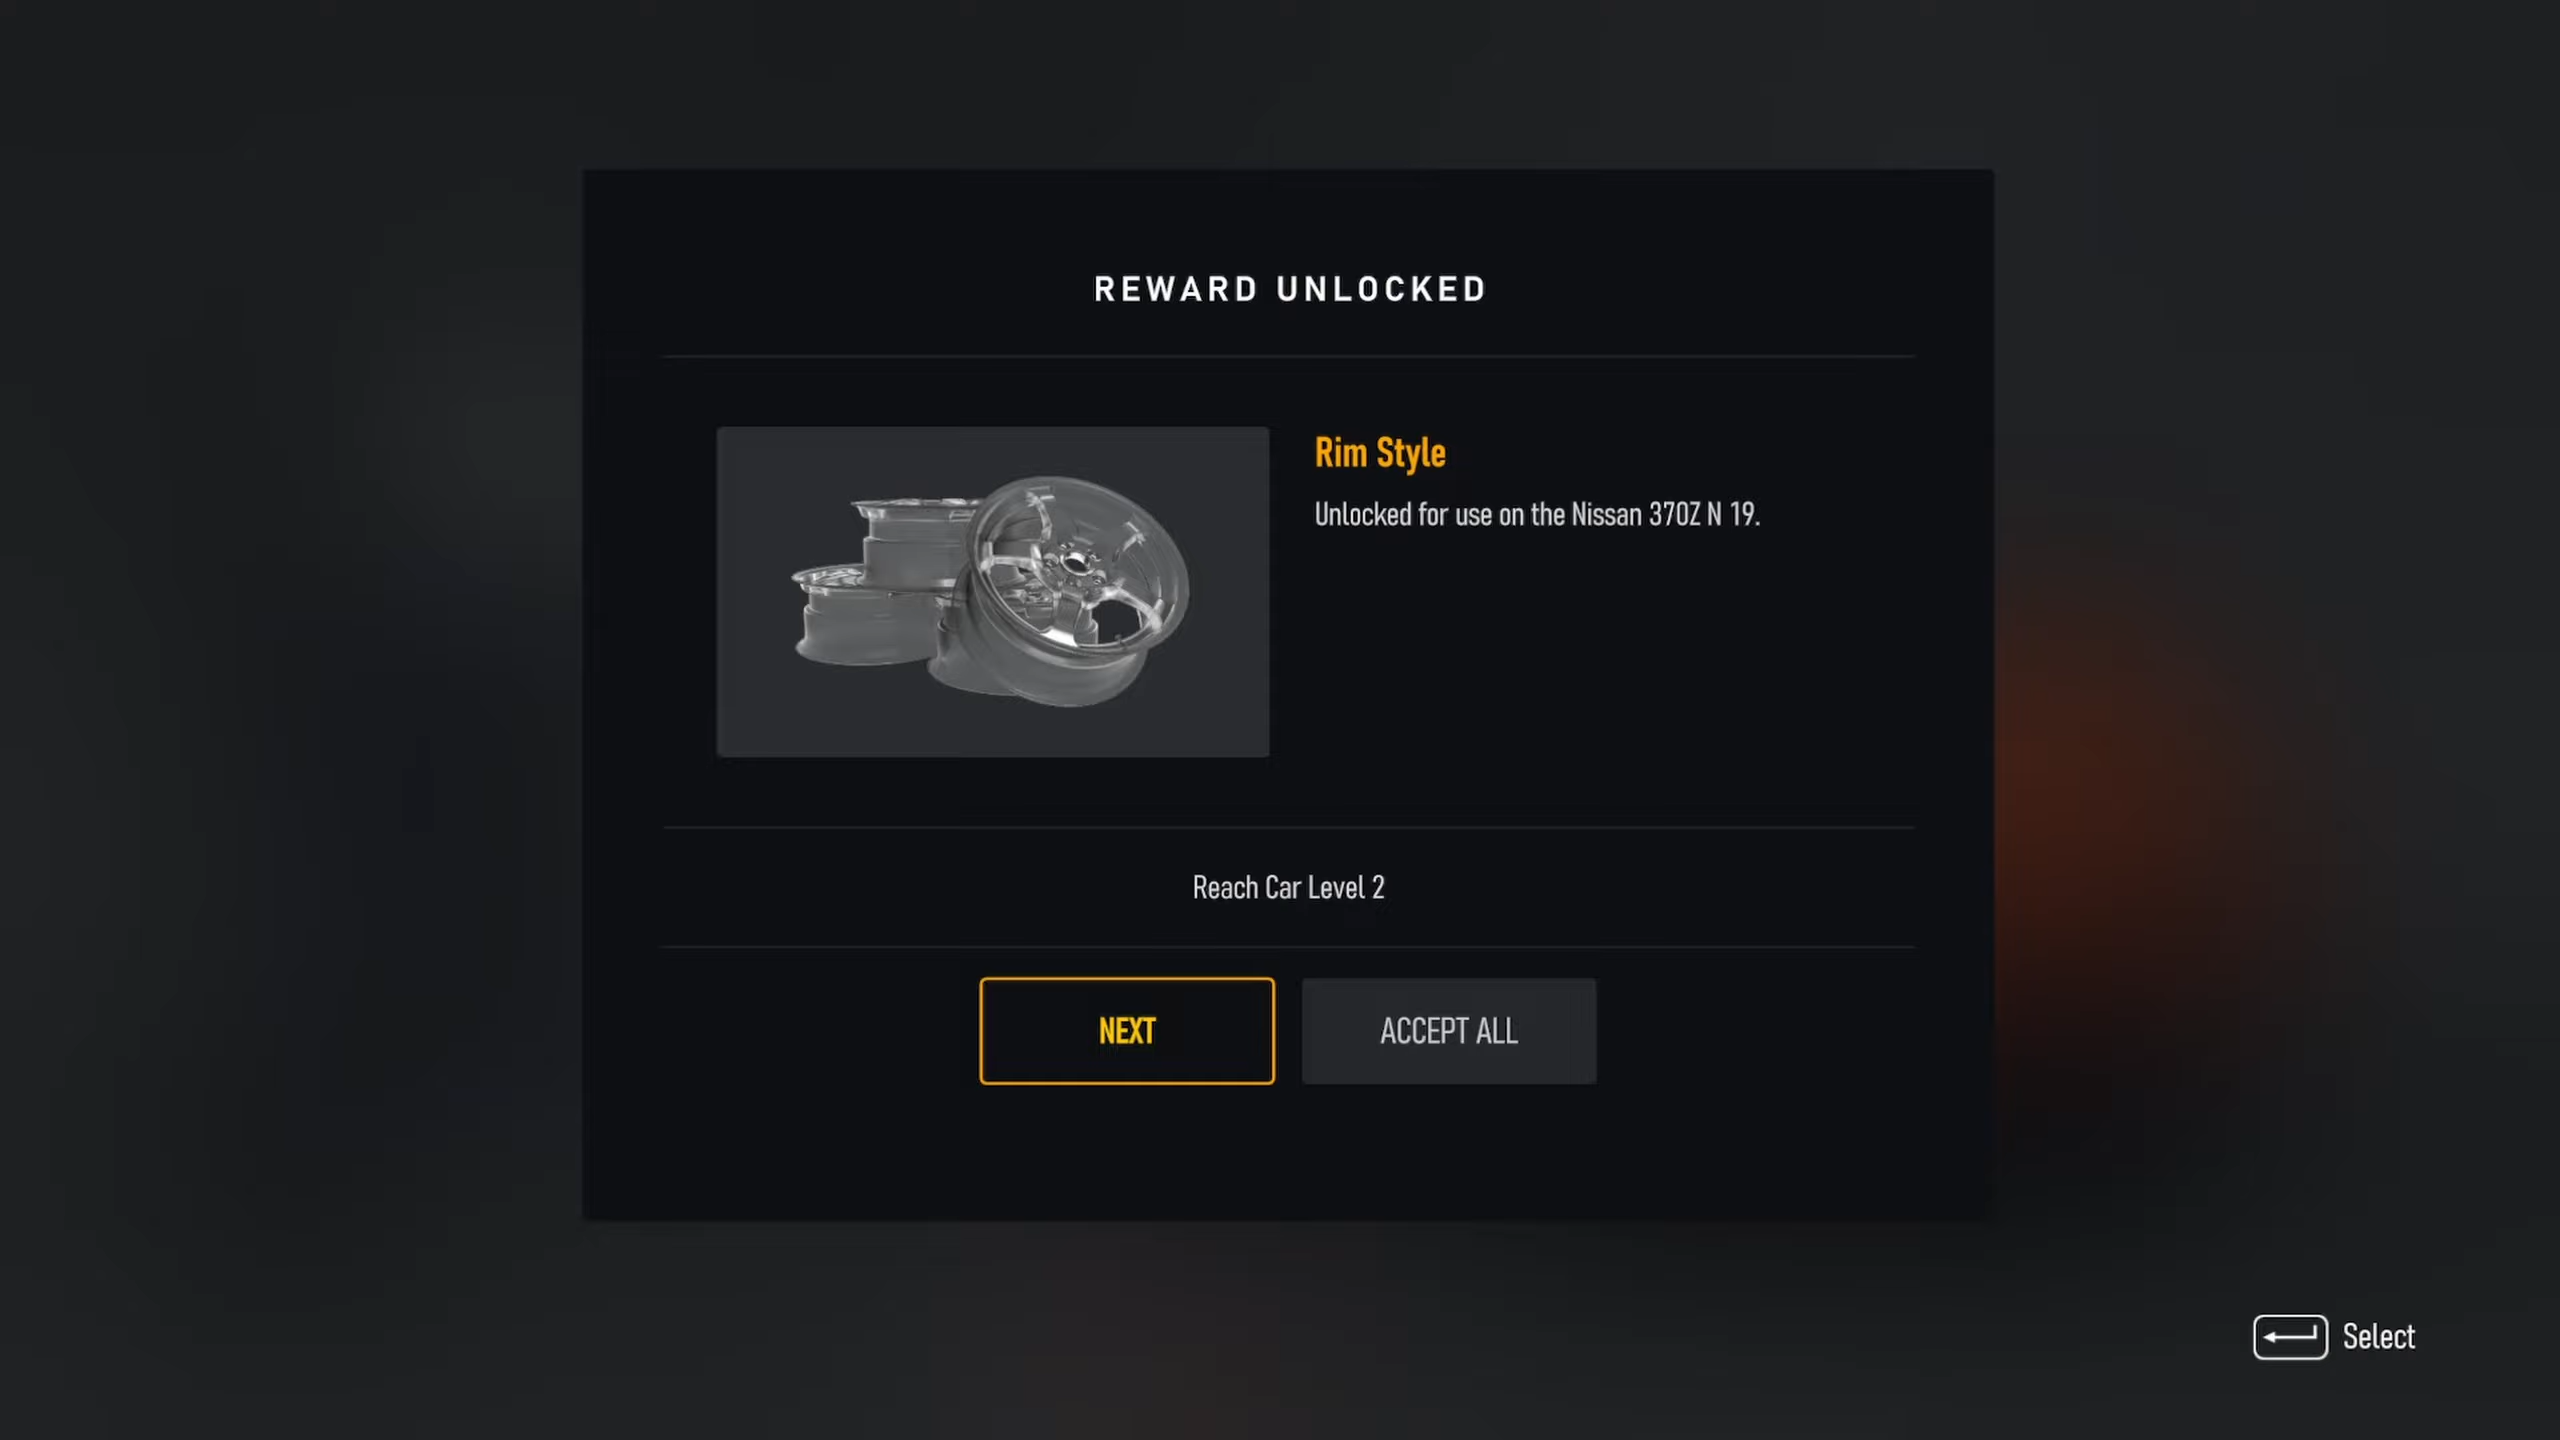 REWARD UNLOCKED
Rim Style
Unlocked for use on the Nissan 370Z N 19.
Reach Car Level 2
NEXT
ACCEPT ALL
Select